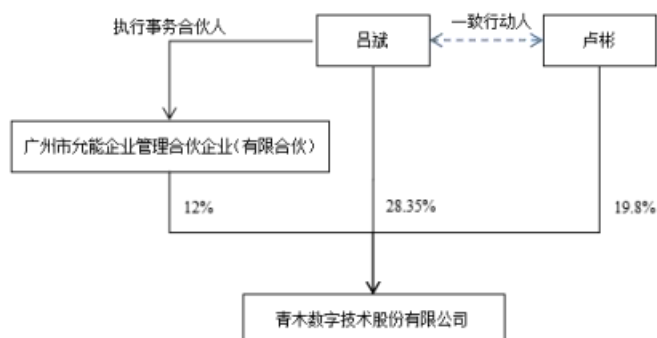 执行事务合伙人
吕斌
一致行动人
卢彬
广州市允能企业管理合伙企业（有限合伙）
12%
28.35%
19.8%
青木数字技术股份有限公司